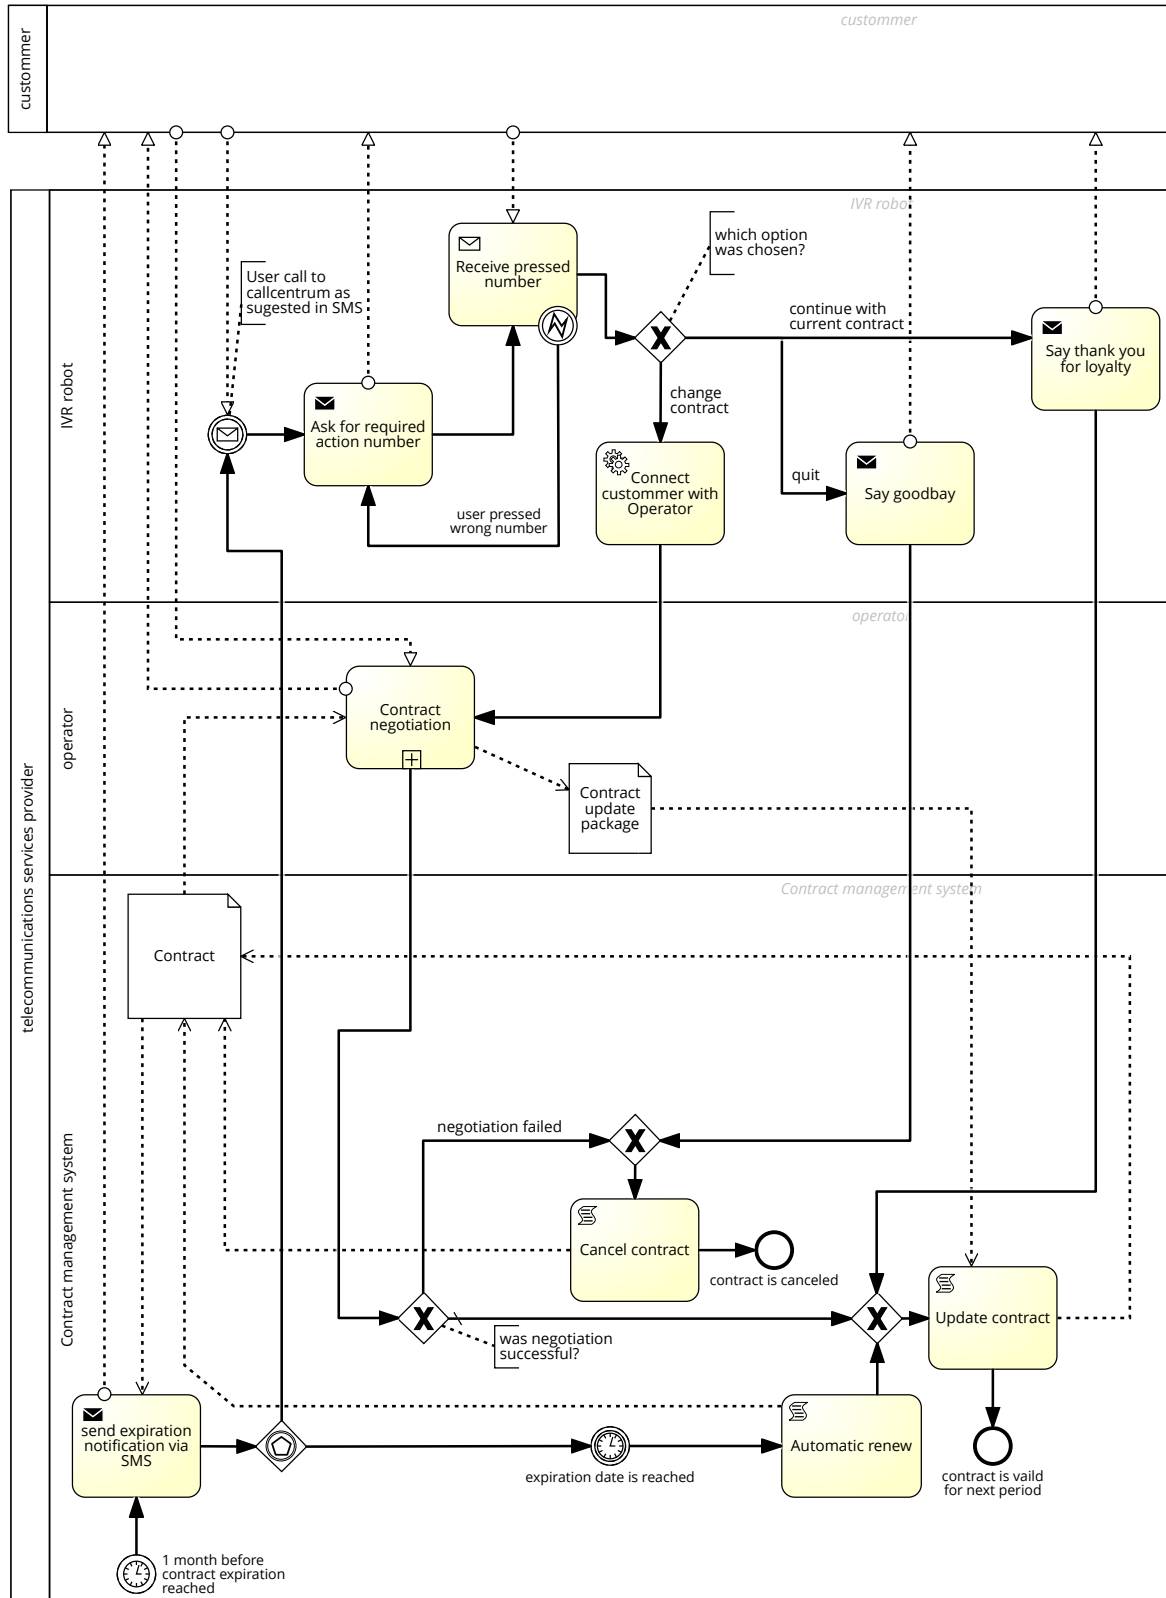 custommer
custommer
telecommunications services provider
IVR robot
IVR robot
Receive pressed
number
which option
was chosen?
User call to
callcentrum as
sugested in SMS
continue with
current contract
Say thank you
for loyalty
Ask for required
action number
change
contract
Connect
custommer with
Operator
quit
Say goodbay
user pressed
wrong number
operator
operator
Contract
negotiation
Contract
update
package
Contract management system
Contract management system
Contract
negotiation failed
Cancel contract
contract is canceled
Update contract
was negotiation
successful?
send expiration
notification via
SMS
expiration date is reached
Automatic renew
contract is vaild
for next period
1 month before
contract expiration
reached